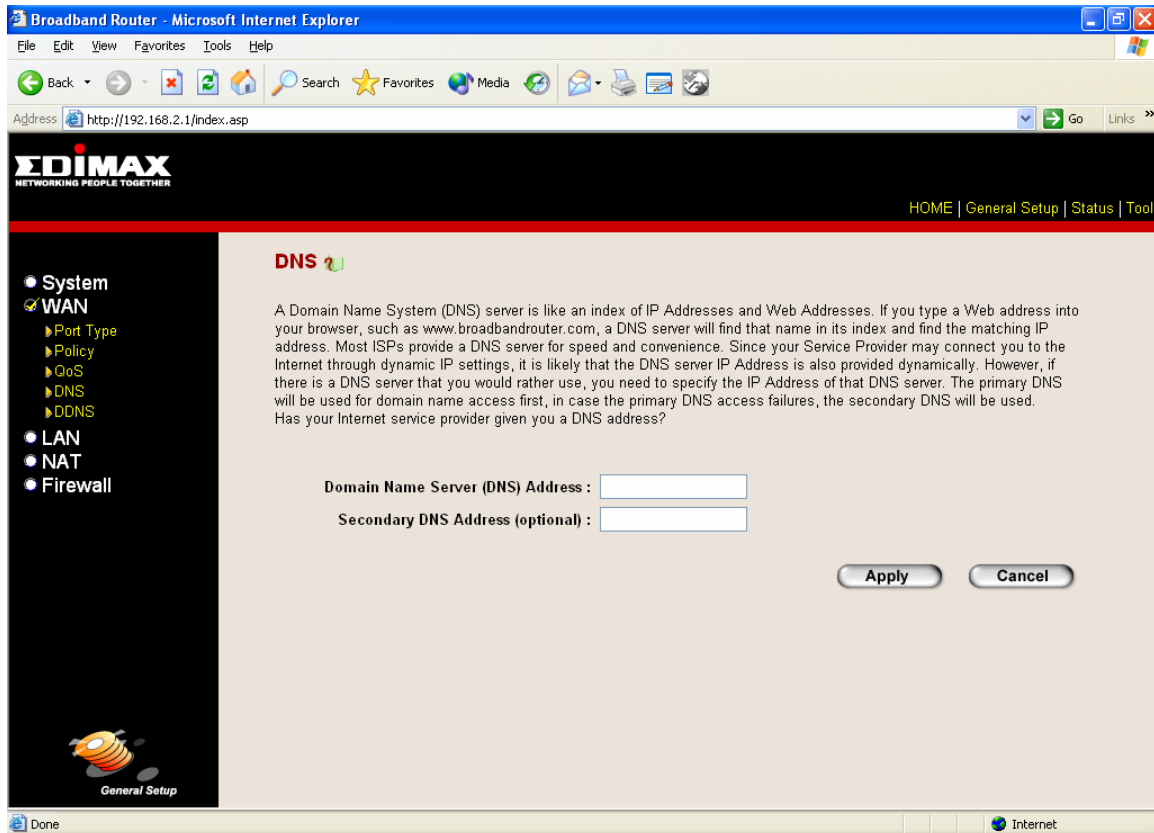 Broadband Router - Microsoft Internet Explorer
File Edit View Favorites Tools Help
Back Search Favorites Media
Address http://192.168.2.1/index.asp Go Links »
EDIMAX
NETWORKING PEOPLE TOGETHER
HOME | General Setup | Status | Tool
System
WAN
Port Type
Policy
QoS
DNS
DDNS
LAN
NAT
Firewall
General Setup
DNS
A Domain Name System (DNS) server is like an index of IP Addresses and Web Addresses. If you type a Web address into
your browser, such as www.broadbandrouter.com, a DNS server will find that name in its index and find the matching IP
address. Most ISPs provide a DNS server for speed and convenience. Since your Service Provider may connect you to the
Internet through dynamic IP settings, it is likely that the DNS server IP Address is also provided dynamically. However, if
there is a DNS server that you would rather use, you need to specify the IP Address of that DNS server. The primary DNS
will be used for domain name access first, in case the primary DNS access failures, the secondary DNS will be used.
Has your Internet service provider given you a DNS address?
Domain Name Server (DNS) Address :
Secondary DNS Address (optional) :
Apply Cancel
Done Internet